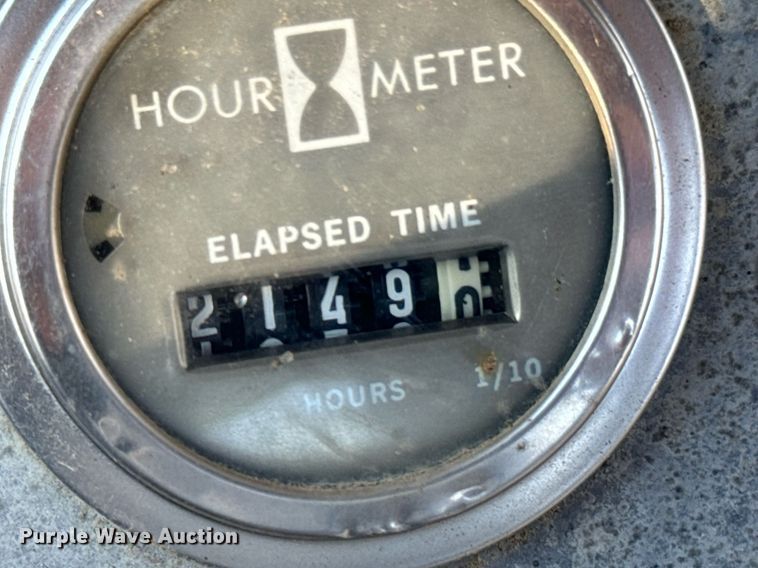 HOUR METER
ELAPSED TIME
2149
HOURS 1/10
Purple Wave Auction